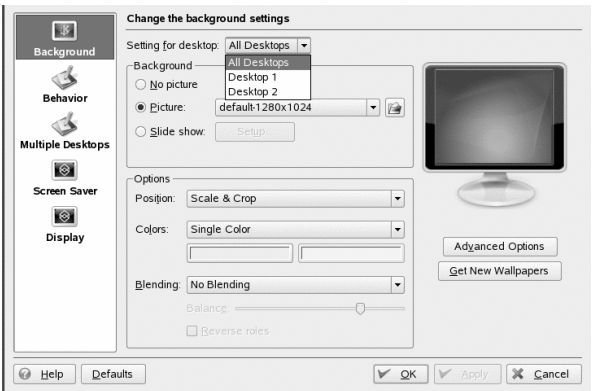 Background
Behavior
Multiple Desktops
Screen Saver
Display
Change the background settings
Setting for desktop: All Desktops
All Desktops
Desktop 1
Desktop 2
Background
No picture
Picture: default-1280x1024
Slide show: Setup...
Options
Position: Scale & Crop
Colors: Single Color
Blending: No Blending
Balance:
Reverse roles
Advanced Options
Get New Wallpapers
Help
Defaults
OK
Apply
Cancel